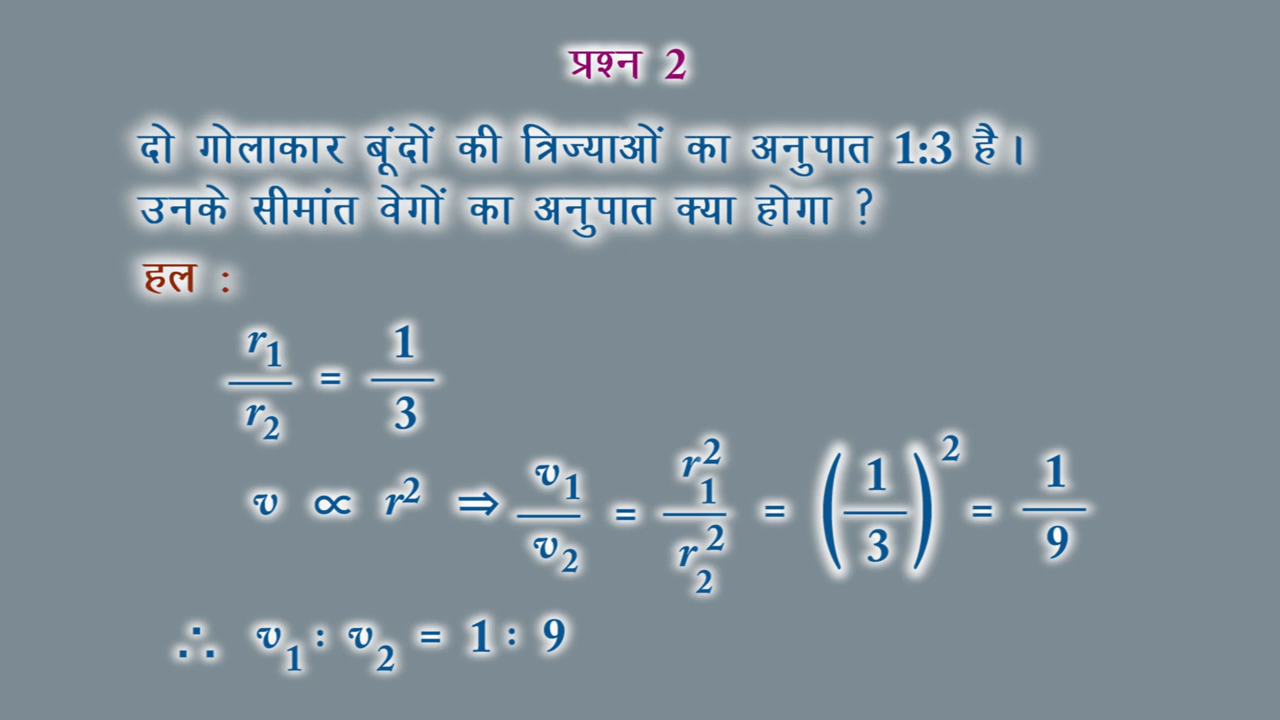 प्रश्न 2
दो गोलाकार बूंदों की त्रिज्याओं का अनुपात 1:3 है।
उनके सीमांत वेगों का अनुपात क्या होगा ?
हल :
r₁/r₂ = 1/3
v ∝ r² ⇒ v₁/v₂ = r₁²/r₂² = (1/3)² = 1/9
∴ v₁ : v₂ = 1 : 9